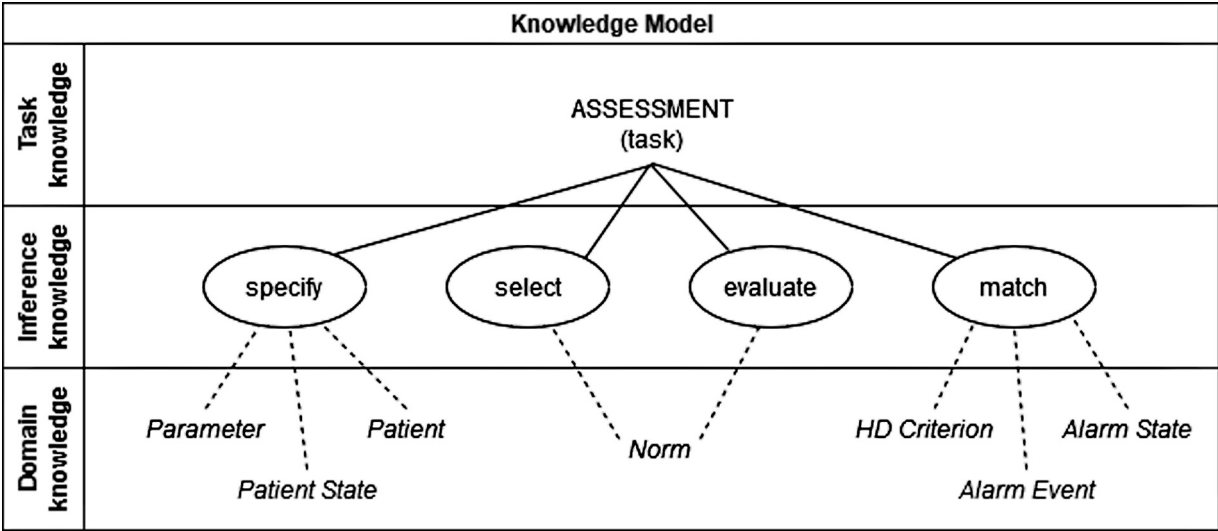 Knowledge Model
Task
knowledge
ASSESSMENT
(task)
Inference
knowledge
specify
select
evaluate
match
Domain
knowledge
Parameter
Patient
Patient State
Norm
HD Criterion
Alarm State
Alarm Event